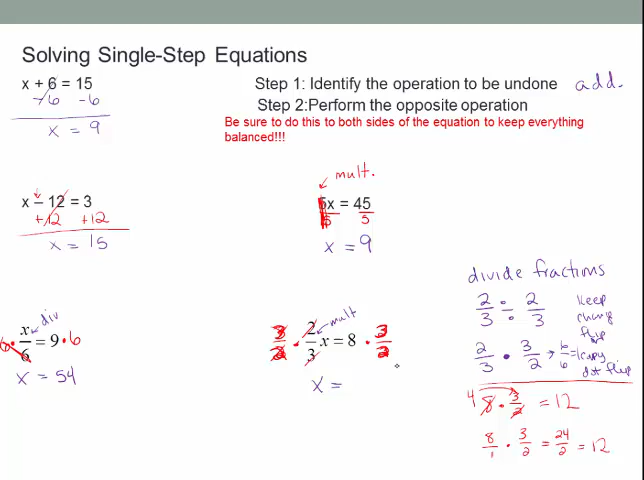 Solving Single-Step Equations
x + 6 = 15
-6 -6
x = 9
Step 1: Identify the operation to be undone add.
Step 2:Perform the opposite operation
Be sure to do this to both sides of the equation to keep everything
balanced!!!
x - 12 = 3
+12 +12
x = 15
mult.
5x = 45
5 5
x = 9
div
x/6 = 9 • 6
6 •
x = 54
mult
3/2 • 2/3 x = 8 • 3/2
x =
divide fractions
2/3 ÷ 2/3 Keep
chang
flip
2/3 • 3/2 → 6/6 = 1 copy
dot flip
4 8 • 3/2 = 12
8/1 • 3/2 = 24/2 = 12